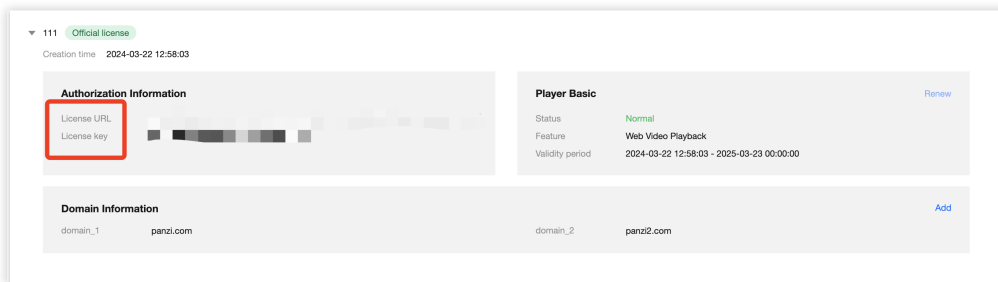 111 Official license
Creation time 2024-03-22 12:58:03
Authorization Information
License URL
License key
Player Basic Renew
Status Normal
Feature Web Video Playback
Validity period 2024-03-22 12:58:03 - 2025-03-23 00:00:00
Domain Information Add
domain_1 panzi.com domain_2 panzi2.com